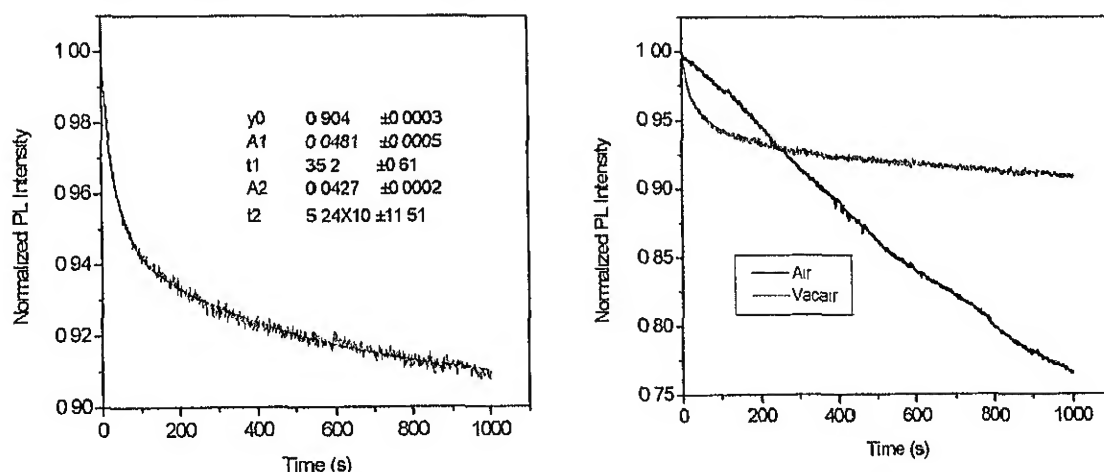 1 00
0 98
0 96
0 94
0 92
0 90
Normalized PL Intensity
y0 0 904 ±0 0003
A1 0 0481 ±0 0005
t1 35 2 ±0 61
A2 0 0427 ±0 0002
t2 5 24X10 ±11 51
0 200 400 600 800 1000
Time (s)
1 00
0 95
0 90
0 85
0 80
0 75
Normalized PL Intensity
Air
Vacair
0 200 400 600 800 1000
Time (s)